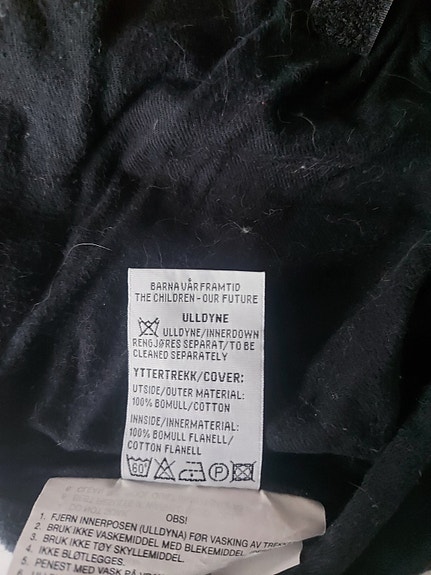 BARNA VÅR FRAMTID
THE CHILDREN - OUR FUTURE
ULLDYNE
ULLDYNE/INNERDOWN
RENGJØRES SEPARAT/TO BE
CLEANED SEPARATELY
YTTERTREKK/COVER:
UTSIDE/OUTER MATERIAL:
100% BOMULL/COTTON
INNSIDE/INNERMATERIAL:
100% BOMULL FLANELL/
COTTON FLANELL
60° P
OBS!
1. FJERN INNERPOSEN (ULLDYNA) FØR VASKING AV
2. BRUK IKKE VASKEMIDDEL MED BLEKEMIDDEL.
3. BRUK IKKE TØY SKYLLEMIDDEL.
4. IKKE BLØTLEGGES.
5. PENEST MED VASK PÅ